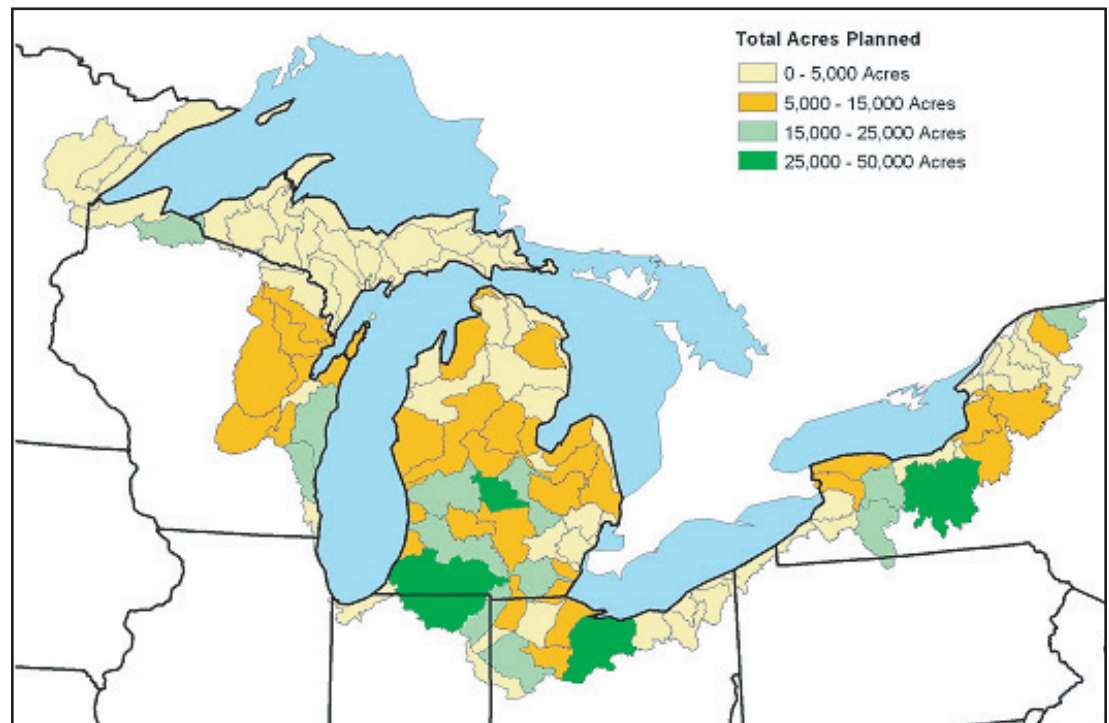 Total Acres Planned
0 - 5,000 Acres
5,000 - 15,000 Acres
15,000 - 25,000 Acres
25,000 - 50,000 Acres